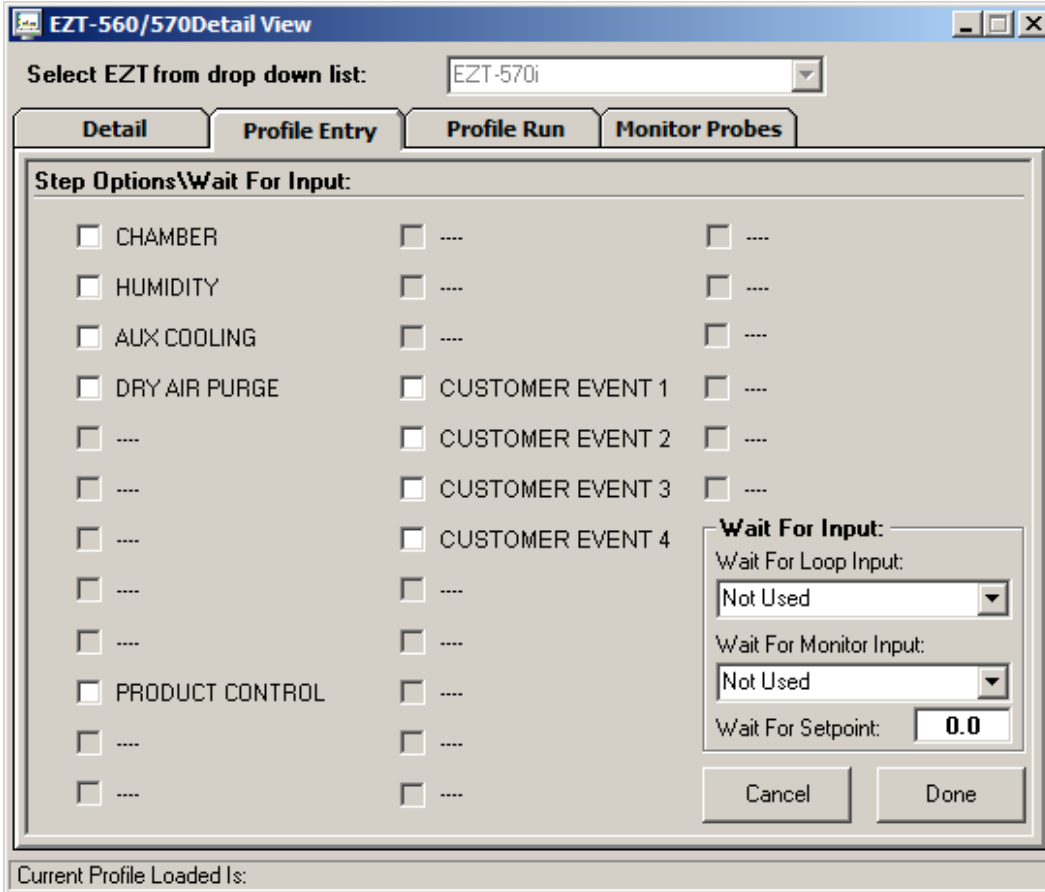 EZT-560/570Detail View
Select EZT from drop down list:
EZT-570i
Detail
Profile Entry
Profile Run
Monitor Probes
Step Options\Wait For Input:
CHAMBER
----
----
HUMIDITY
----
----
AUX COOLING
----
----
DRY AIR PURGE
CUSTOMER EVENT 1
----
----
CUSTOMER EVENT 2
----
----
CUSTOMER EVENT 3
----
----
CUSTOMER EVENT 4
----
----
----
----
PRODUCT CONTROL
----
----
----
----
----
Wait For Input:
Wait For Loop Input:
Not Used
Wait For Monitor Input:
Not Used
Wait For Setpoint: 0.0
Cancel
Done
Current Profile Loaded Is: